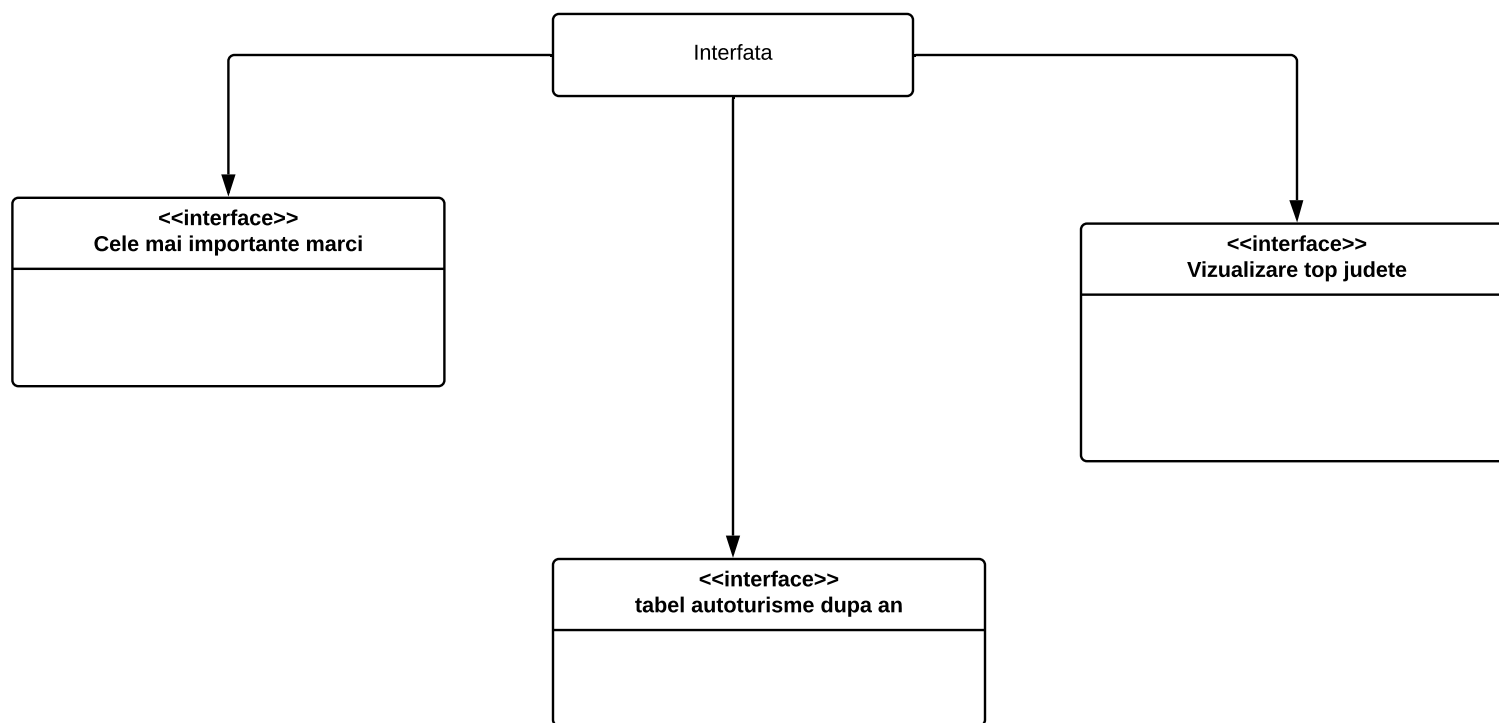 Interfata
<<interface>>
Cele mai importante marci
<<interface>>
Vizualizare top judete
<<interface>>
tabel autoturisme dupa an